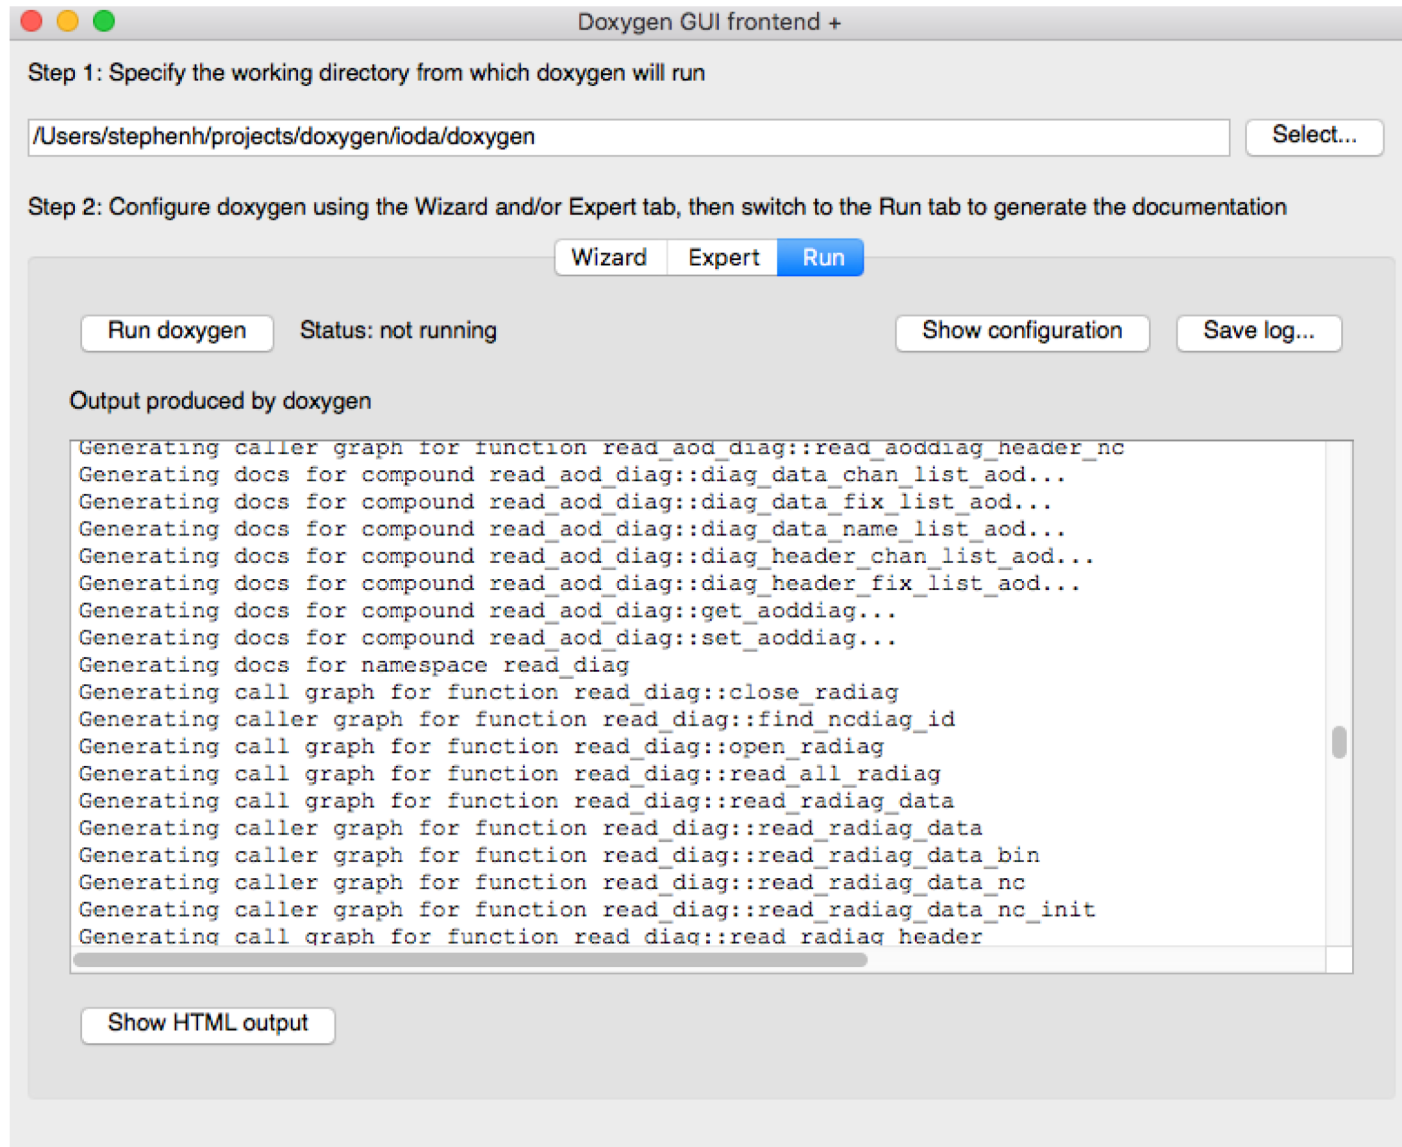 Doxygen GUI frontend +
Step 1: Specify the working directory from which doxygen will run
/Users/stephenh/projects/doxygen/ioda/doxygen
Select...
Step 2: Configure doxygen using the Wizard and/or Expert tab, then switch to the Run tab to generate the documentation
Wizard Expert Run
Run doxygen Status: not running Show configuration Save log...
Output produced by doxygen
Generating caller graph for function read_aod_diag::read_aoddiag_header_nc
Generating docs for compound read_aod_diag::diag_data_chan_list_aod...
Generating docs for compound read_aod_diag::diag_data_fix_list_aod...
Generating docs for compound read_aod_diag::diag_data_name_list_aod...
Generating docs for compound read_aod_diag::diag_header_chan_list_aod...
Generating docs for compound read_aod_diag::diag_header_fix_list_aod...
Generating docs for compound read_aod_diag::get_aoddiag...
Generating docs for compound read_aod_diag::set_aoddiag...
Generating docs for namespace read_diag
Generating call graph for function read_diag::close_radiag
Generating caller graph for function read_diag::find_ncdiag_id
Generating call graph for function read_diag::open_radiag
Generating call graph for function read_diag::read_all_radiag
Generating call graph for function read_diag::read_radiag_data
Generating caller graph for function read_diag::read_radiag_data
Generating caller graph for function read_diag::read_radiag_data_bin
Generating caller graph for function read_diag::read_radiag_data_nc
Generating caller graph for function read_diag::read_radiag_data_nc_init
Generating call graph for function read_diag::read_radiag_header
Show HTML output